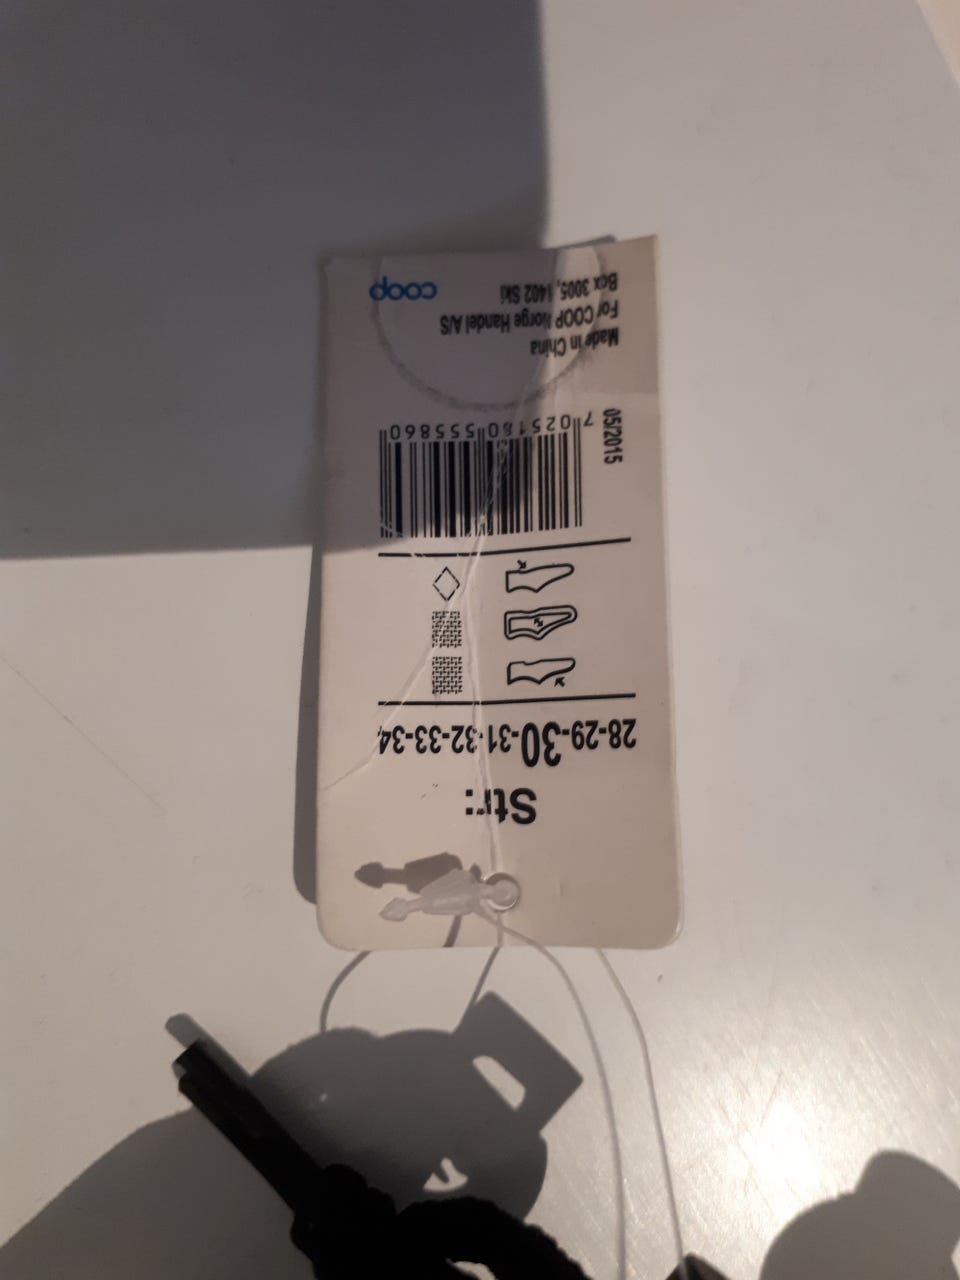 Str:
28-29-30-31-32-33-34
7 025160 555860
05/2015
Made in China
For COOP Norge Handel A/S
Box 3005, 1402 Ski
coop